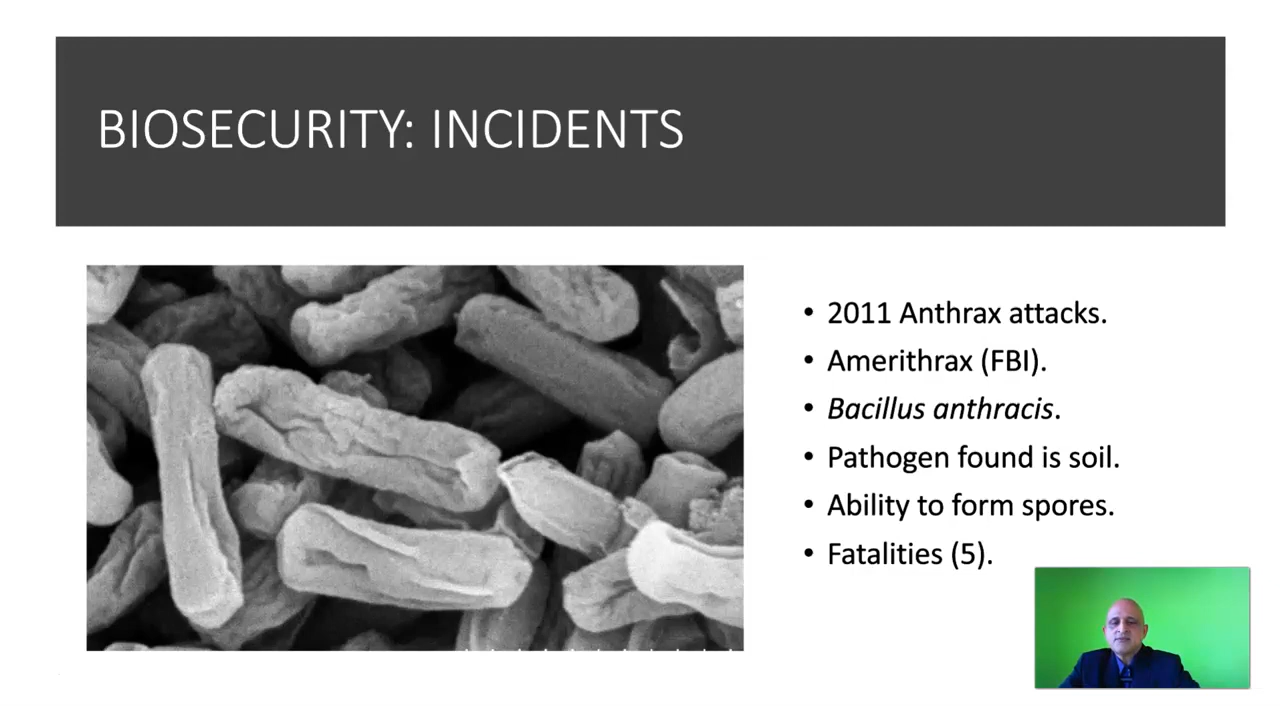 BIOSECURITY: INCIDENTS
• 2011 Anthrax attacks.
• Amerithrax (FBI).
• Bacillus anthracis.
• Pathogen found is soil.
• Ability to form spores.
• Fatalities (5).